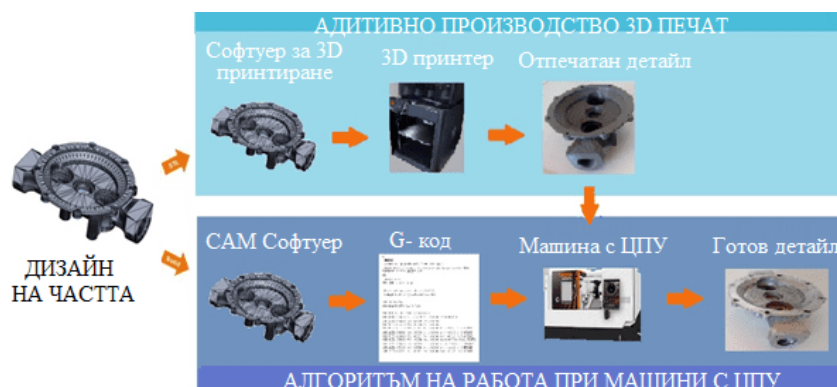 АДИТИВНО ПРОИЗВОДСТВО 3D ПЕЧАТ
Софтуер за 3D
принтиране
3D принтер
Отпечатан детайл
ДИЗАЙН
НА ЧАСТТА
Solid
CAM Софтуер
G- код
Машина с ЦПУ
Готов детайл
АЛГОРИТЪМ НА РАБОТА ПРИ МАШИНИ С ЦПУ